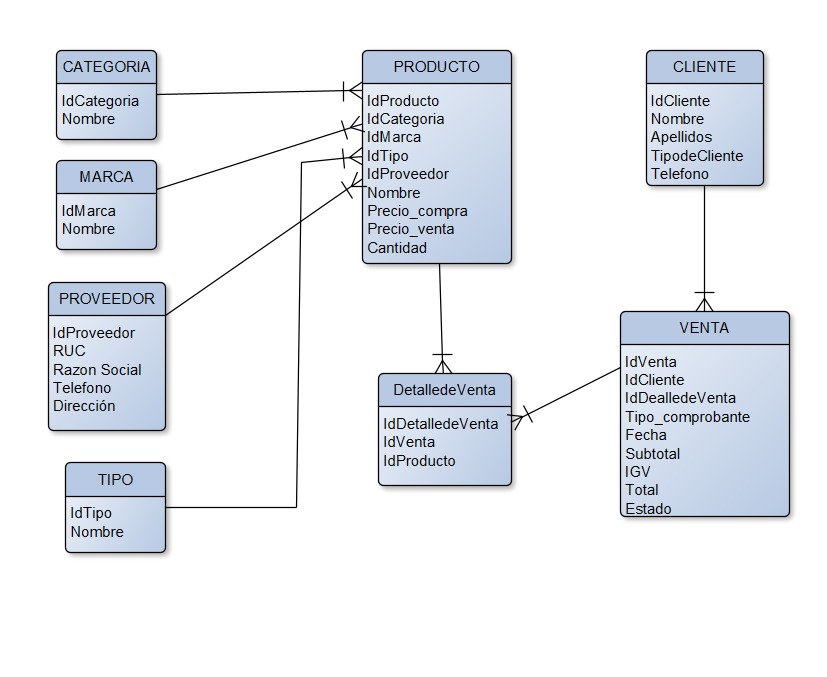 CATEGORIA
IdCategoria
Nombre
MARCA
IdMarca
Nombre
PROVEEDOR
IdProveedor
RUC
Razon Social
Telefono
Dirección
TIPO
IdTipo
Nombre
PRODUCTO
IdProducto
IdCategoria
IdMarca
IdTipo
IdProveedor
Nombre
Precio_compra
Precio_venta
Cantidad
DetalledeVenta
IdDetalledeVenta
IdVenta
IdProducto
CLIENTE
IdCliente
Nombre
Apellidos
TipodeCliente
Telefono
VENTA
IdVenta
IdCliente
IdDealledeVenta
Tipo_comprobante
Fecha
Subtotal
IGV
Total
Estado